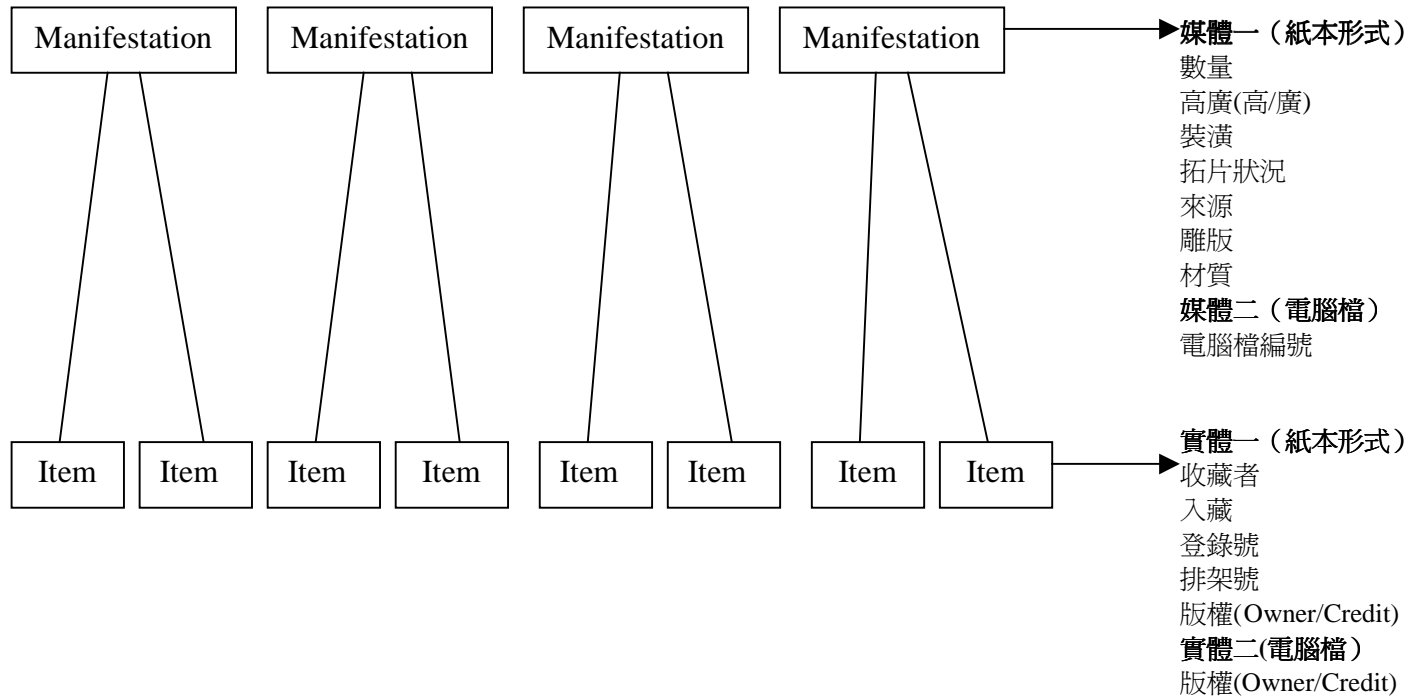 Manifestation Manifestation Manifestation Manifestation
媒體一（紙本形式）
數量
高廣(高/廣)
裝潢
拓片狀況
來源
雕版
材質
媒體二（電腦檔）
電腦檔編號
Item Item Item Item Item Item Item Item
實體一（紙本形式）
收藏者
入藏
登錄號
排架號
版權(Owner/Credit)
實體二(電腦檔）
版權(Owner/Credit)